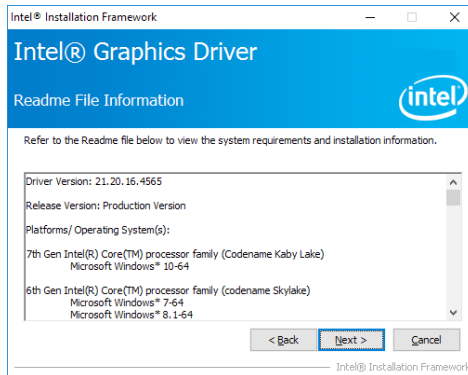 Intel® Installation Framework
Intel® Graphics Driver
Readme File Information
intel
Refer to the Readme file below to view the system requirements and installation information.
Driver Version: 21.20.16.4565
Release Version: Production Version
Platforms/ Operating System(s):
7th Gen Intel(R) Core(TM) processor family (Codename Kaby Lake)
Microsoft Windows* 10-64
6th Gen Intel(R) Core(TM) processor family (codename Skylake)
Microsoft Windows* 7-64
Microsoft Windows* 8.1-64
< Back Next > Cancel
Intel® Installation Framework